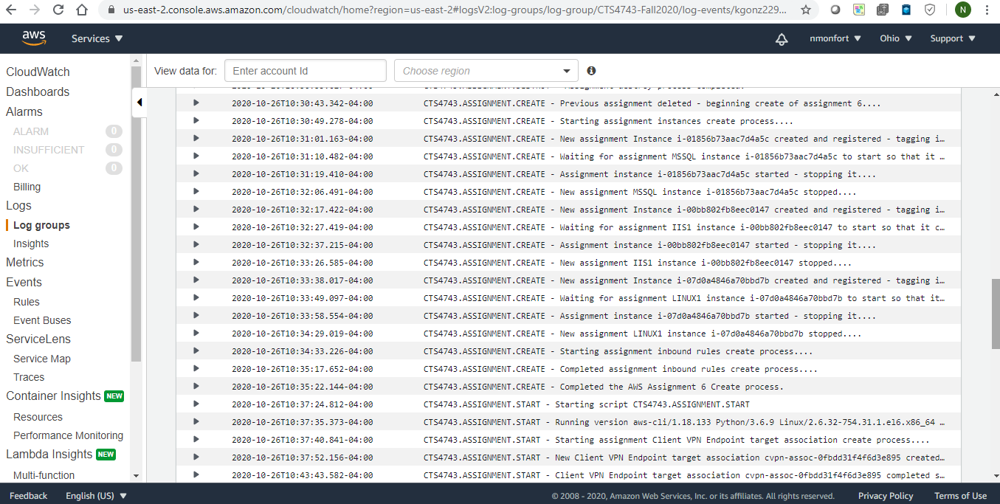 us-east-2.console.aws.amazon.com/cloudwatch/home?region=us-east-2#logsV2:log-groups/log-group/CTS4743-Fall2020/log-events/kgonz229...
N
aws Services nmonfort Ohio Support
View data for: Enter account Id Choose region
CloudWatch
Dashboards
Alarms
ALARM 0
INSUFFICIENT 0
OK 0
Billing
Logs
Log groups
Insights
Metrics
Events
Rules
Event Buses
ServiceLens
Service Map
Traces
Container Insights NEW
Resources
Performance Monitoring
Lambda Insights NEW
Multi-function
2020-10-26T10:30:43.342-04:00 CTS4743.ASSIGNMENT.CREATE - Previous assignment deleted - beginning create of assignment 6....
2020-10-26T10:30:49.278-04:00 CTS4743.ASSIGNMENT.CREATE - Starting assignment instances create process....
2020-10-26T10:31:01.163-04:00 CTS4743.ASSIGNMENT.CREATE - New assignment Instance i-01856b73aac7d4a5c created and registered - tagging i…
2020-10-26T10:31:10.482-04:00 CTS4743.ASSIGNMENT.CREATE - Waiting for assignment MSSQL instance i-01856b73aac7d4a5c to start so that it …
2020-10-26T10:31:19.410-04:00 CTS4743.ASSIGNMENT.CREATE - Assignment instance i-01856b73aac7d4a5c started - stopping it....
2020-10-26T10:32:06.491-04:00 CTS4743.ASSIGNMENT.CREATE - New assignment MSSQL instance i-01856b73aac7d4a5c stopped....
2020-10-26T10:32:17.422-04:00 CTS4743.ASSIGNMENT.CREATE - New assignment Instance i-00bb802fb8eec0147 created and registered - tagging i…
2020-10-26T10:32:27.419-04:00 CTS4743.ASSIGNMENT.CREATE - Waiting for assignment IIS1 instance i-00bb802fb8eec0147 to start so that it c…
2020-10-26T10:32:37.215-04:00 CTS4743.ASSIGNMENT.CREATE - Assignment instance i-00bb802fb8eec0147 started - stopping it....
2020-10-26T10:33:26.585-04:00 CTS4743.ASSIGNMENT.CREATE - New assignment IIS1 instance i-00bb802fb8eec0147 stopped....
2020-10-26T10:33:38.017-04:00 CTS4743.ASSIGNMENT.CREATE - New assignment Instance i-07d0a4846a70bbd7b created and registered - tagging i…
2020-10-26T10:33:49.097-04:00 CTS4743.ASSIGNMENT.CREATE - Waiting for assignment LINUX1 instance i-07d0a4846a70bbd7b to start so that it…
2020-10-26T10:33:58.554-04:00 CTS4743.ASSIGNMENT.CREATE - Assignment instance i-07d0a4846a70bbd7b started - stopping it....
2020-10-26T10:34:29.019-04:00 CTS4743.ASSIGNMENT.CREATE - New assignment LINUX1 instance i-07d0a4846a70bbd7b stopped....
2020-10-26T10:34:33.226-04:00 CTS4743.ASSIGNMENT.CREATE - Starting assignment inbound rules create process....
2020-10-26T10:35:17.652-04:00 CTS4743.ASSIGNMENT.CREATE - Completed assignment inbound rules create process....
2020-10-26T10:35:22.144-04:00 CTS4743.ASSIGNMENT.CREATE - Completed the AWS Assignment 6 Create process.
2020-10-26T10:37:24.812-04:00 CTS4743.ASSIGNMENT.START - Starting script CTS4743.ASSIGNMENT.START
2020-10-26T10:37:35.373-04:00 CTS4743.ASSIGNMENT.START - Running version aws-cli/1.18.133 Python/3.6.9 Linux/2.6.32-754.31.1.el6.x86_64 …
2020-10-26T10:37:40.841-04:00 CTS4743.ASSIGNMENT.START - Starting assignment Client VPN Endpoint target association create process....
2020-10-26T10:37:52.156-04:00 CTS4743.ASSIGNMENT.START - New Client VPN Endpoint target association cvpn-assoc-0fbdd31f4f6d3e895 created…
2020-10-26T10:43:43.582-04:00 CTS4743.ASSIGNMENT.START - Client VPN Endpoint target association cvpn-assoc-0fbdd31f4f6d3e895 completed s…
Feedback English (US) © 2008 - 2020, Amazon Web Services, Inc. or its affiliates. All rights reserved. Privacy Policy Terms of Use